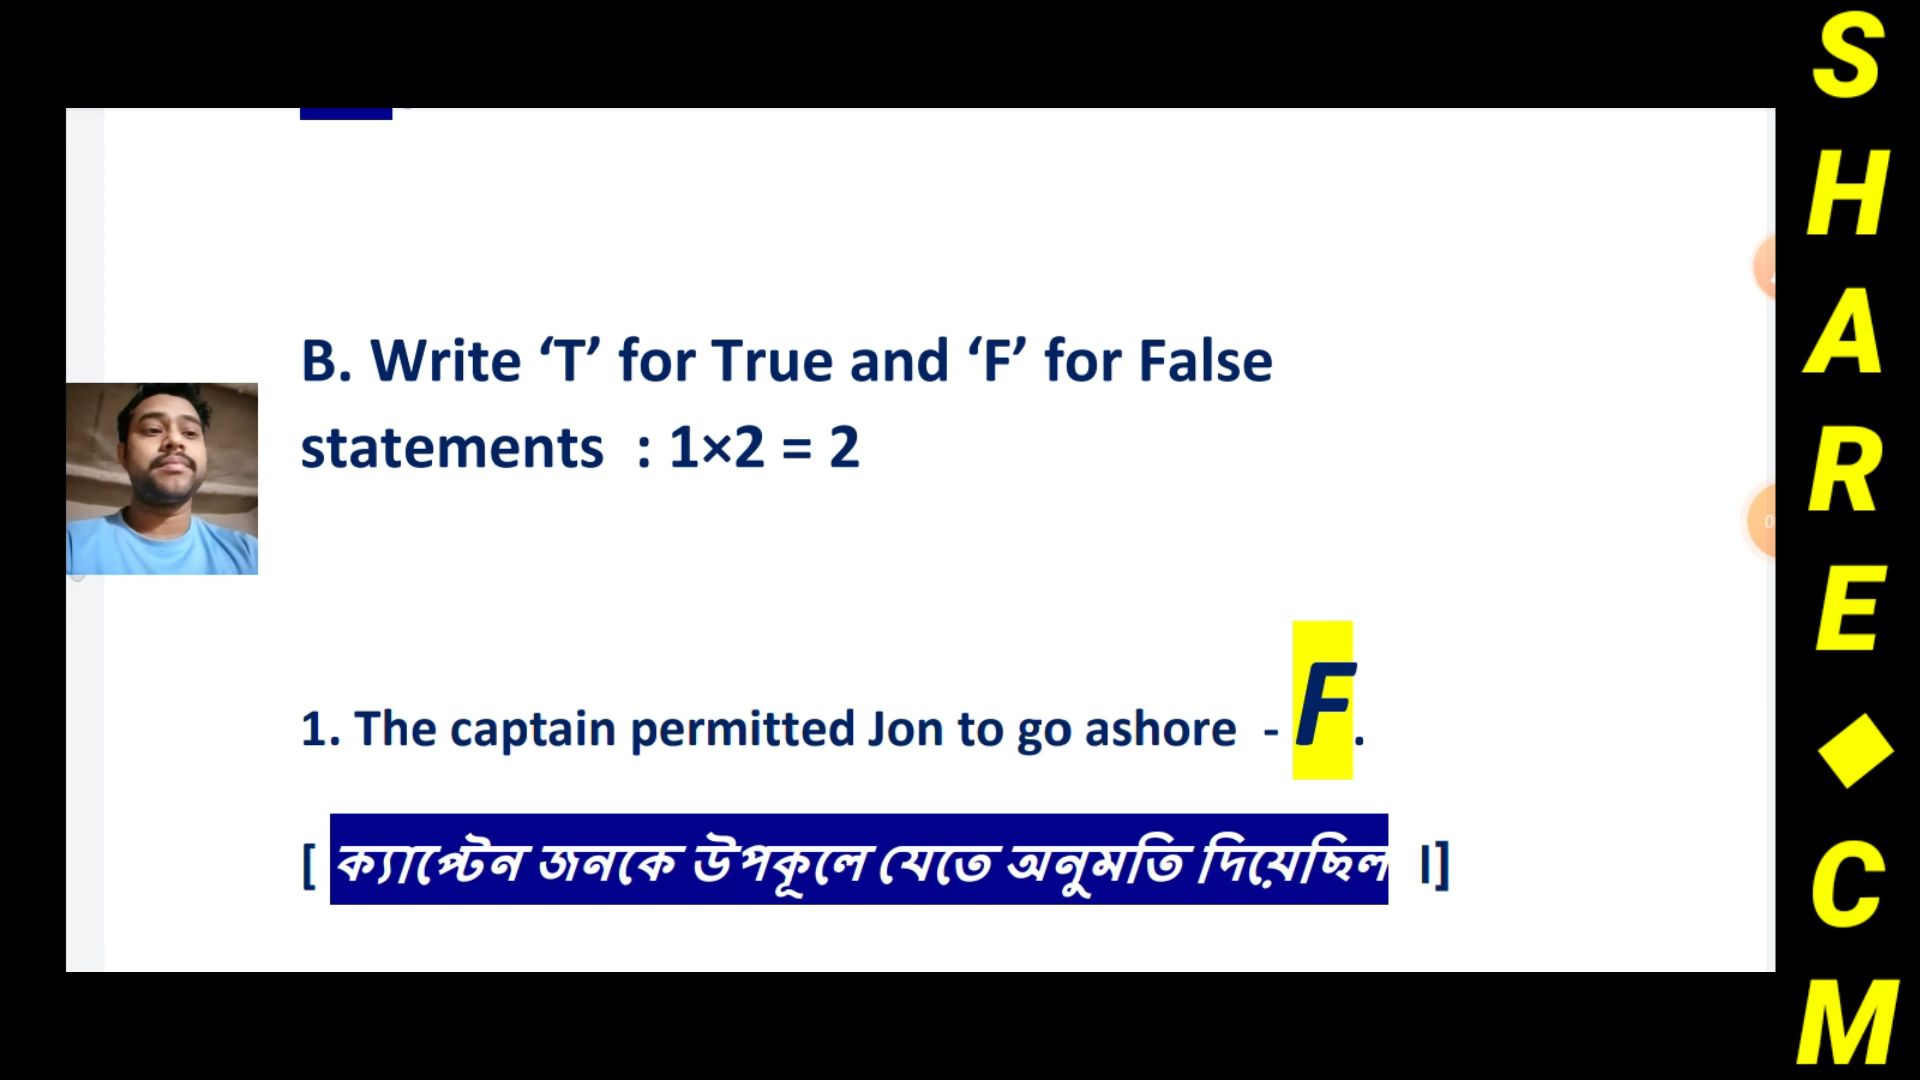 B. Write ‘T’ for True and ‘F’ for False
statements : 1×2 = 2
1. The captain permitted Jon to go ashore - F.
[ ক্যাপ্টেন জনকে উপকূলে যেতে অনুমতি দিয়েছিল ।]
SHARE◆CM